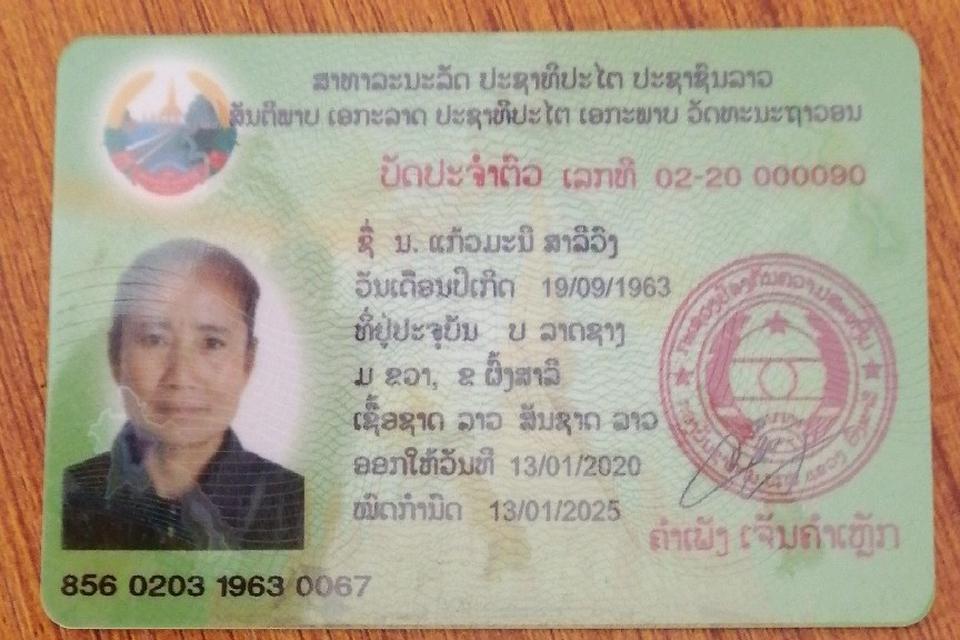 ສາທາລະນະລັດ ປະຊາທິປະໄຕ ປະຊາຊົນລາວ
ສັນຕິພາບ ເອກະລາດ ປະຊາທິປະໄຕ ເອກະພາບ ວັດທະນະຖາວອນ
ບັດປະຈຳຕົວ ເລກທີ 02-20 000090
ຊື່ ນ. ແກ້ວມະນີ ສາລີວົງ
ວັນເດືອນປີເກີດ 19/09/1963
ທີ່ຢູ່ປະຈຸບັນ ບ ລາດຊາງ
ມ ຂວາ, ຂ ຜົ້ງສາລີ
ເຊື້ອຊາດ ລາວ ສັນຊາດ ລາວ
ອອກໃຫ້ວັນທີ 13/01/2020
ໝົດກຳນົດ 13/01/2025
ຄຳເພັງ ເຈັນຄຳເຫຼັກ
856 0203 1963 0067